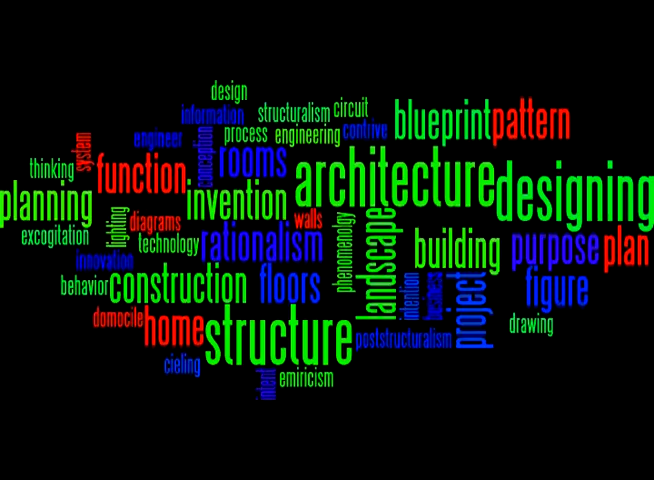 design
information
structuralism
circuit
blueprint
pattern
engineer
conception
process
engineering
contrive
system
thinking
function
rooms
architecture
designing
planning
invention
lighting
diagrams
walls
excogitation
technology
rationalism
phenomenolgy
landscape
building
purpose
plan
innovation
behavior
construction
floors
intention
business
project
figure
domocile
home
structure
poststructuralism
drawing
cieling
intent
emiricism